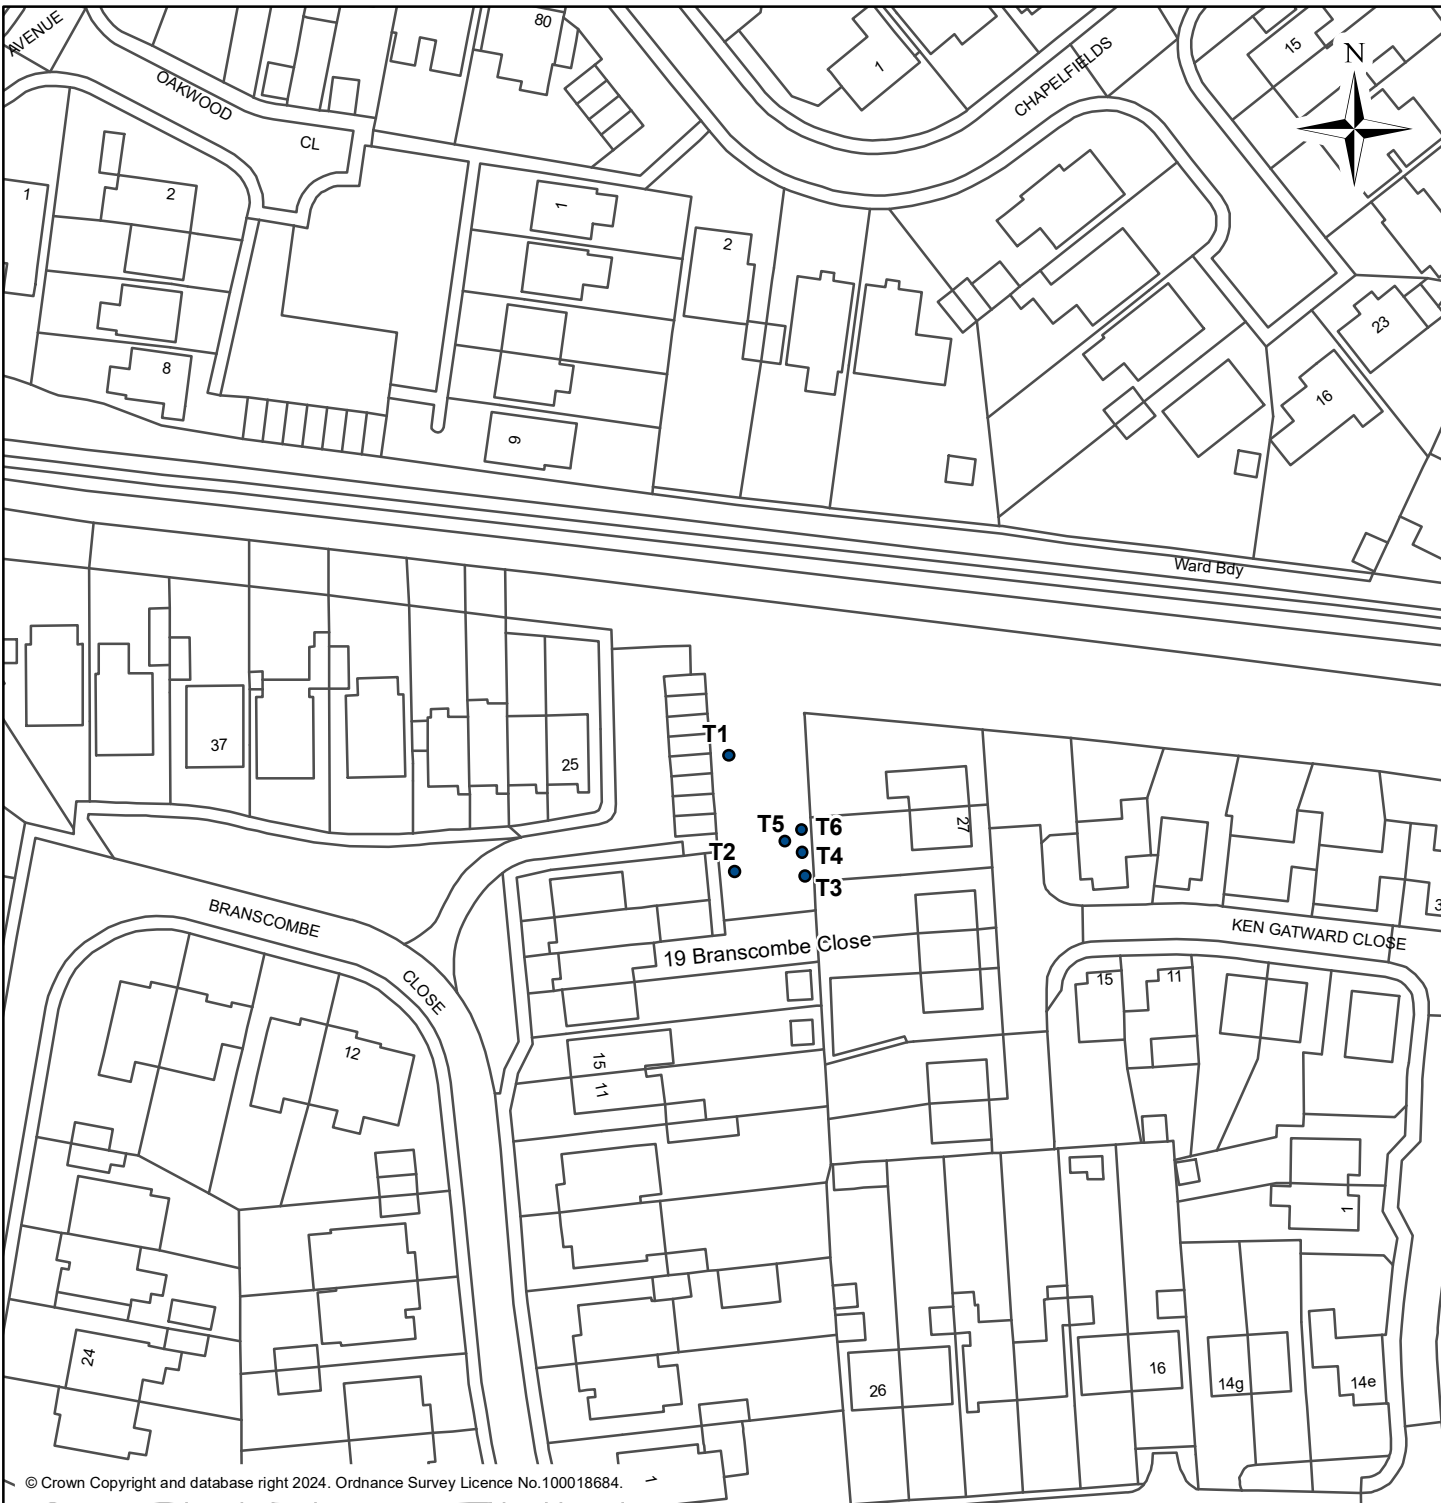 AVENUE
80
OAKWOOD
CL
1
CHAPELFIELDS
15
N
1
2
1
2
8
9
23
16
Ward Bdy
37
25
T1
T5
T6
T4
T2
T3
27
BRANSCOMBE
CLOSE
19 Branscombe Close
KEN GATWARD CLOSE
3
12
15
11
15
11
1
24
26
16
14g
14e
1
© Crown Copyright and database right 2024. Ordnance Survey Licence No.100018684.